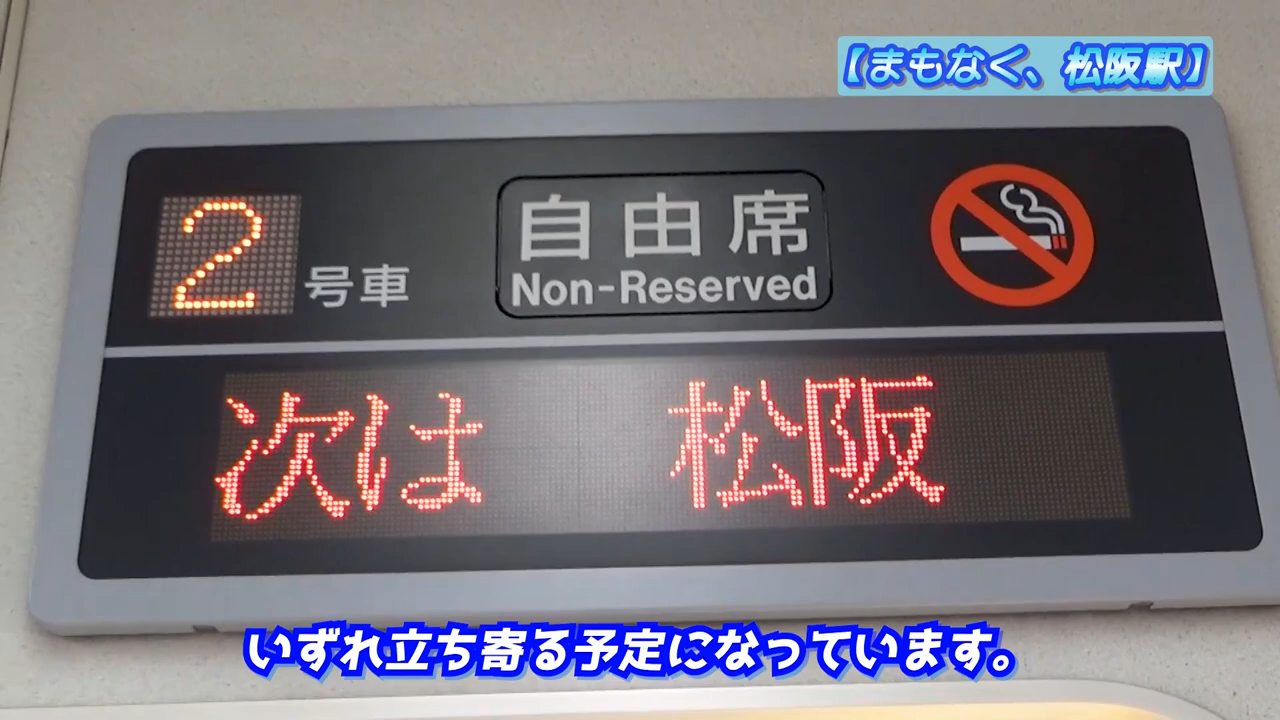 【まもなく、松阪駅】
2号車
自由席
Non-Reserved
次は 松阪
いずれ立ち寄る予定になっています。